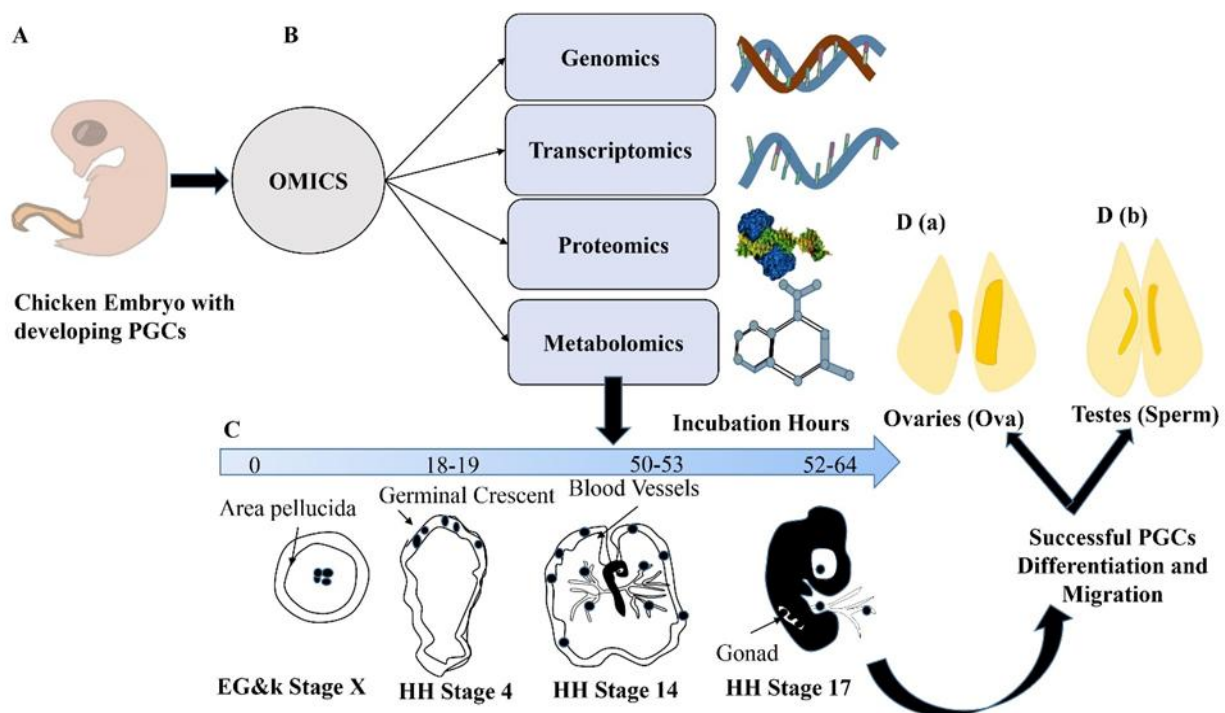 A
B
Genomics
Transcriptomics
OMICS
Proteomics
Metabolomics
Chicken Embryo with
developing PGCs
D (a)
D (b)
Ovaries (Ova)
Testes (Sperm)
C
Incubation Hours
0
18-19
50-53
52-64
Area pellucida
Germinal Crescent
Blood Vessels
Gonad
EG&k Stage X
HH Stage 4
HH Stage 14
HH Stage 17
Successful PGCs
Differentiation and
Migration